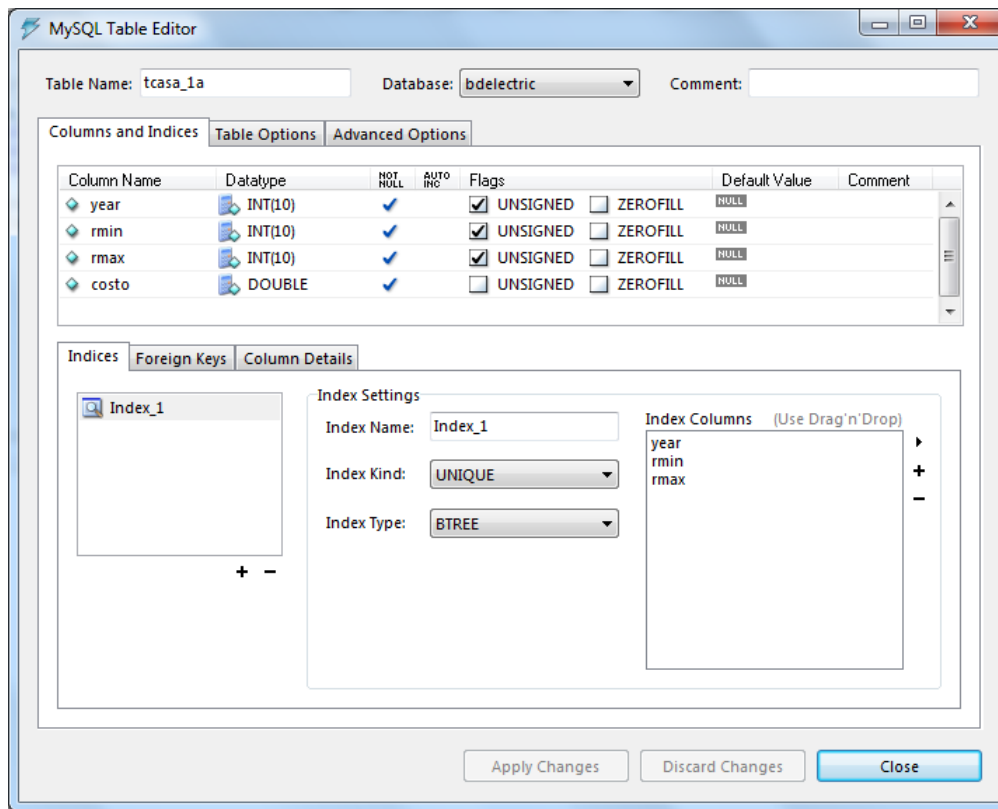 MySQL Table Editor
Table Name: tcasa_1a Database: bdelectric Comment:
Columns and Indices Table Options Advanced Options
Column Name Datatype NOT NULL AUTO INC Flags Default Value Comment
year INT(10) UNSIGNED ZEROFILL NULL
rmin INT(10) UNSIGNED ZEROFILL NULL
rmax INT(10) UNSIGNED ZEROFILL NULL
costo DOUBLE UNSIGNED ZEROFILL NULL
Indices Foreign Keys Column Details
Index_1
Index Settings
Index Name: Index_1
Index Kind: UNIQUE
Index Type: BTREE
Index Columns (Use Drag'n'Drop)
year
rmin
rmax
Apply Changes Discard Changes Close